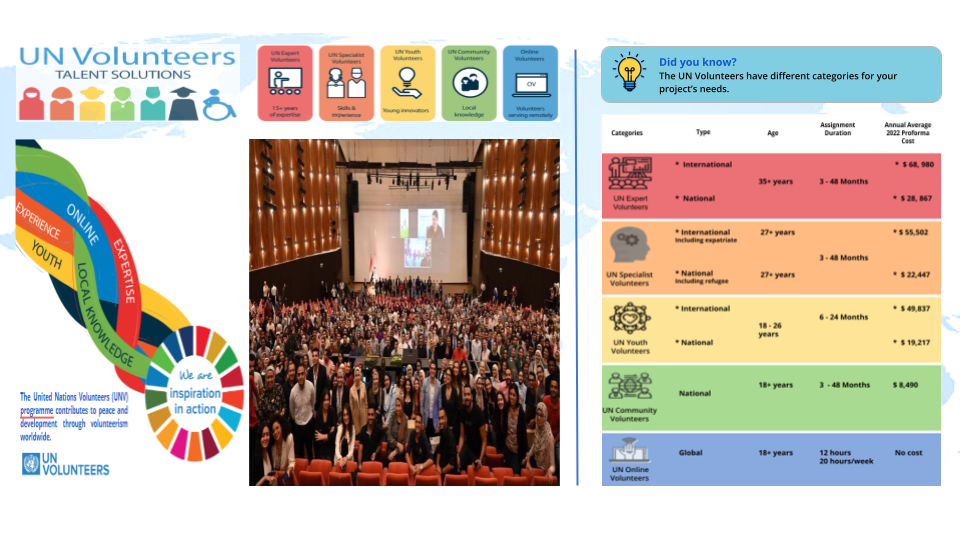 UN Volunteers
TALENT SOLUTIONS
UN Expert
Volunteers
15+ years
of expertise
UN Specialist
Volunteers
Skills &
experience
UN Youth
Volunteers
Young innovators
UN Community
Volunteers
Local
knowledge
Online
Volunteers
OV
Volunteers
serving remotely
ONLINE
EXPERIENCE
EXPERTISE
YOUTH
LOCAL KNOWLEDGE
We are
inspiration
in action
The United Nations Volunteers (UNV)
programme contributes to peace and
development through volunteerism
worldwide.
UN
VOLUNTEERS
Did you know?
The UN Volunteers have different categories for your
project's needs.
Categories Type Age Assignment Duration Annual Average 2022 Proforma Cost
* International * $ 68, 980
35+ years 3 - 48 Months
UN Expert
Volunteers
* National * $ 28, 867
* International 27+ years * $ 55,502
Including expatriate
3 - 48 Months
UN Specialist
Volunteers
* National 27+ years * $ 22,447
Including refugee
* International * $ 49,837
6 - 24 Months
18 - 26
years
UN Youth
Volunteers
* National * $ 19,217
18+ years 3 - 48 Months $ 8,490
National
UN Community
Volunteers
Global 18+ years 12 hours No cost
20 hours/week
UN Online
Volunteers